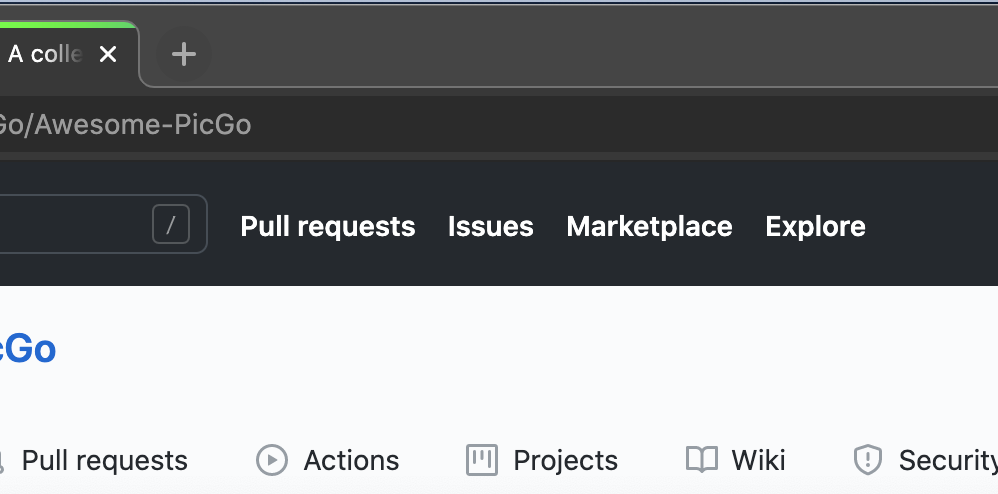 A colle
Go/Awesome-PicGo
/ Pull requests Issues Marketplace Explore
cGo
Pull requests Actions Projects Wiki Security